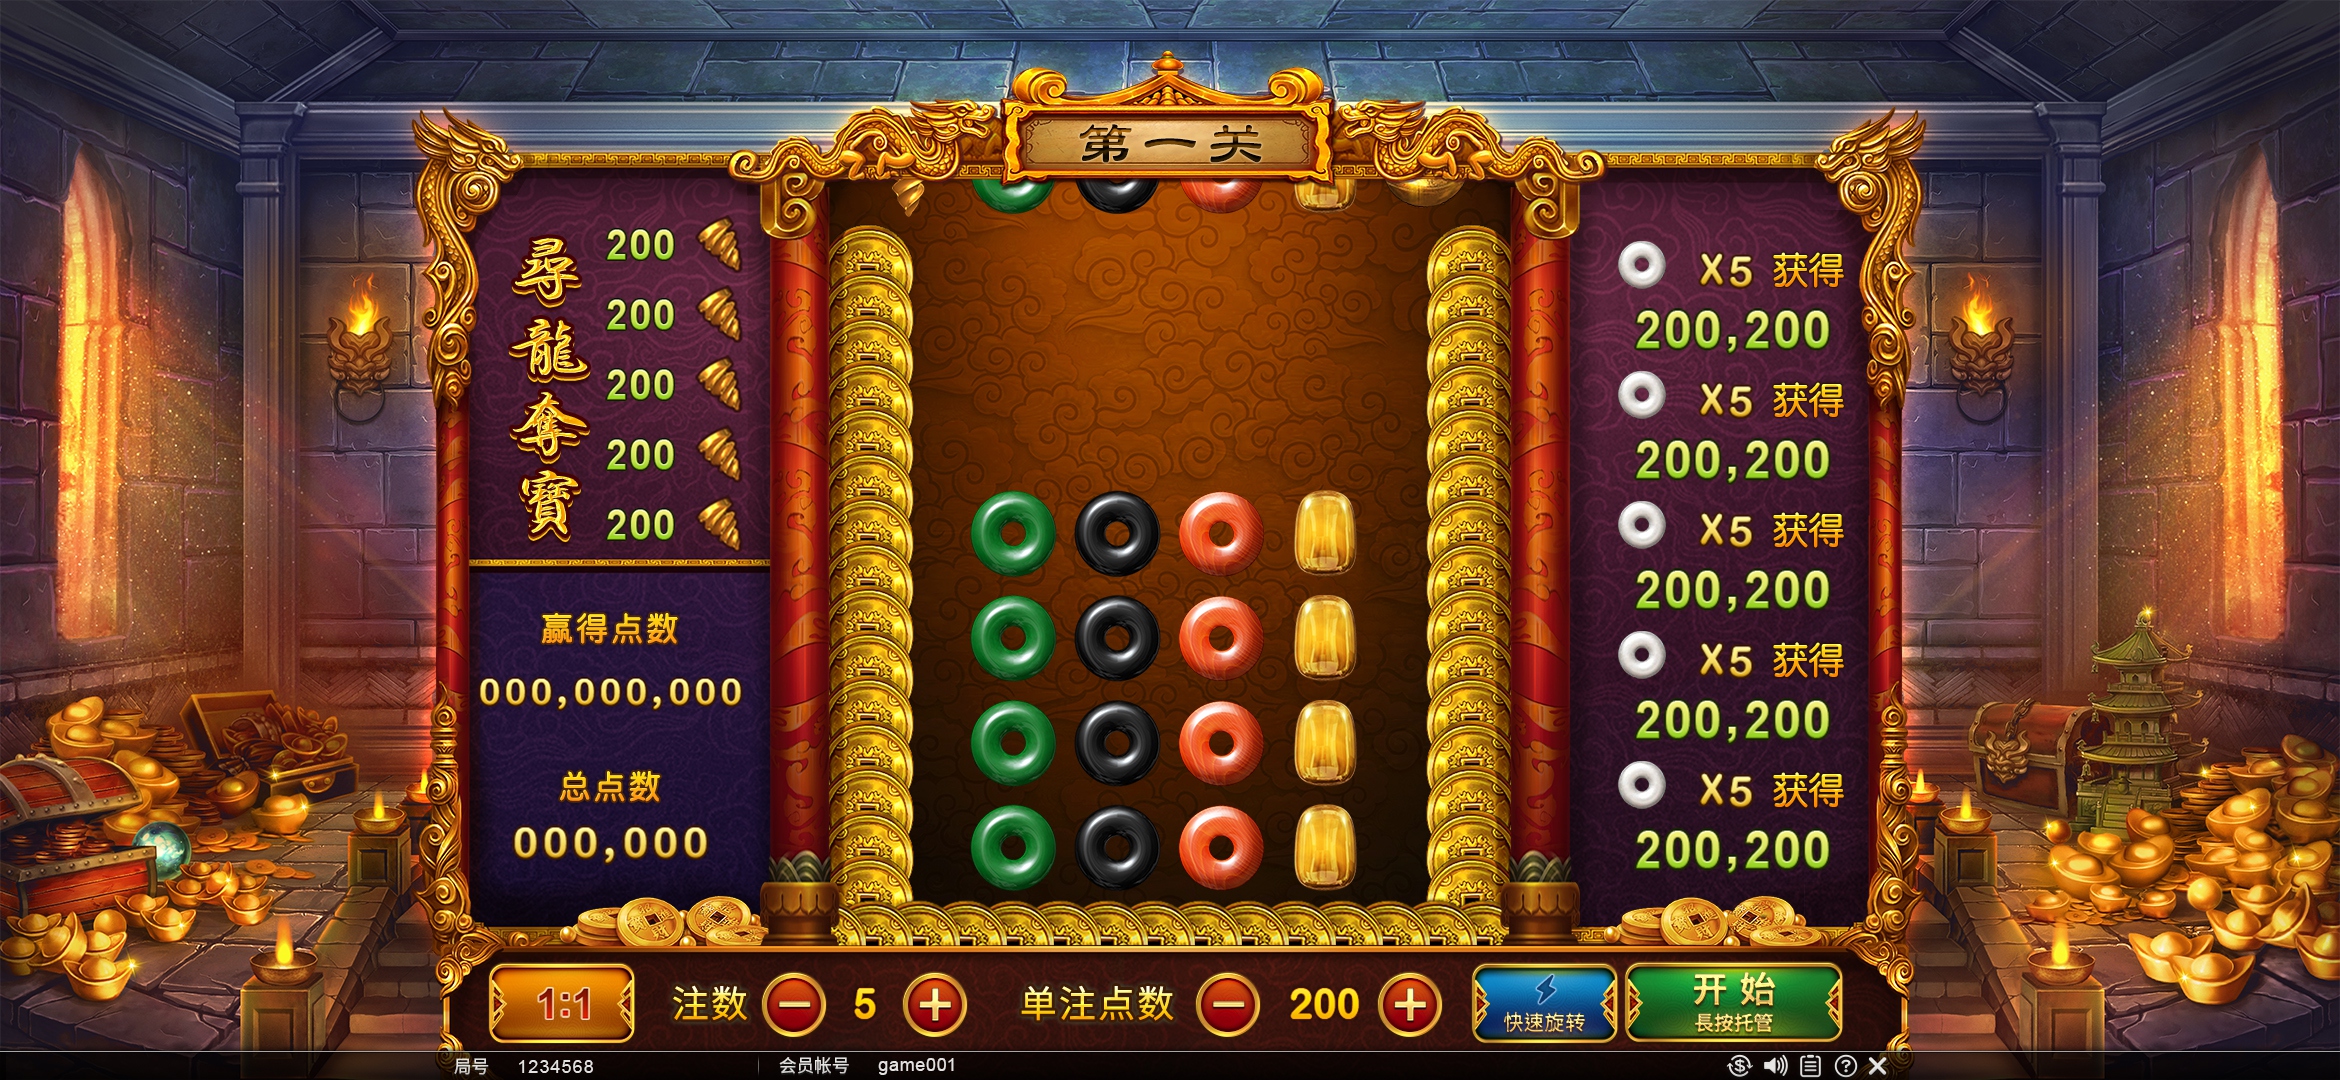 第一关
尋龍奪寶
200
200
200
200
200
赢得点数
000,000,000
总点数
000,000
X5 获得
200,200
X5 获得
200,200
X5 获得
200,200
X5 获得
200,200
X5 获得
200,200
1:1
注数 5
单注点数 200
快速旋转
开始
長按托管
局号 1234568
会员帐号 game001